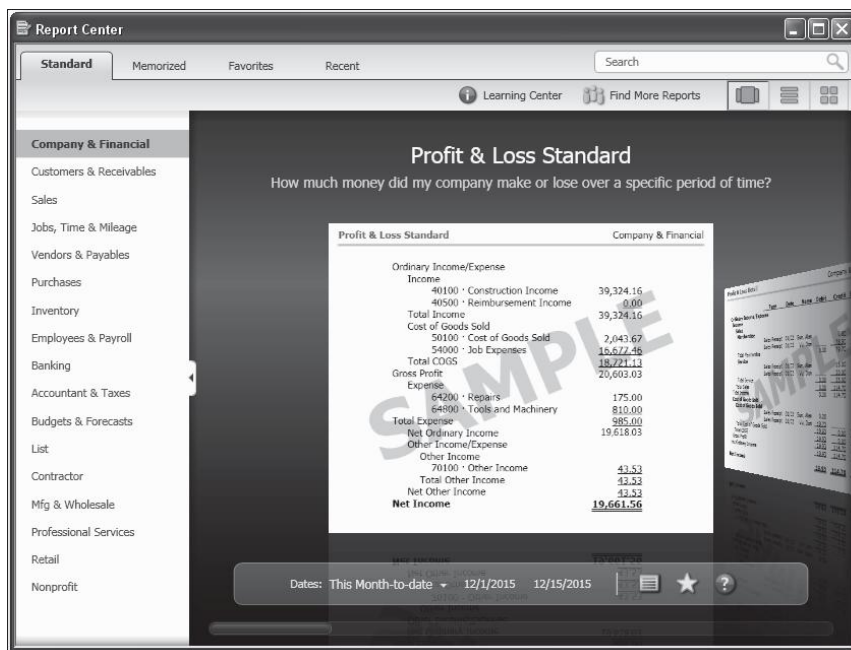 Report Center
Standard
Memorized
Favorites
Recent
Search
Learning Center
Find More Reports
Company & Financial
Customers & Receivables
Sales
Jobs, Time & Mileage
Vendors & Payables
Purchases
Inventory
Employees & Payroll
Banking
Accountant & Taxes
Budgets & Forecasts
List
Contractor
Mfg & Wholesale
Professional Services
Retail
Nonprofit
Profit & Loss Standard
How much money did my company make or lose over a specific period of time?
Profit & Loss Standard Company & Financial
Ordinary Income/Expense
Income
40100 · Construction Income 39,324.16
40500 · Reimbursement Income 0.00
Total Income 39,324.16
Cost of Goods Sold
50100 · Cost of Goods Sold 2,043.67
54000 · Job Expenses 16,677.46
Total COGS 18,721.13
Gross Profit 20,603.03
Expense
64200 · Repairs 175.00
64800 · Tools and Machinery 810.00
Total Expense 985.00
Net Ordinary Income 19,618.03
Other Income/Expense
Other Income
70100 · Other Income 43.53
Total Other Income 43.53
Net Other Income 43.53
Net Income 19,661.56
SAMPLE
SAMPLE
Dates: This Month-to-date 12/1/2015 12/15/2015